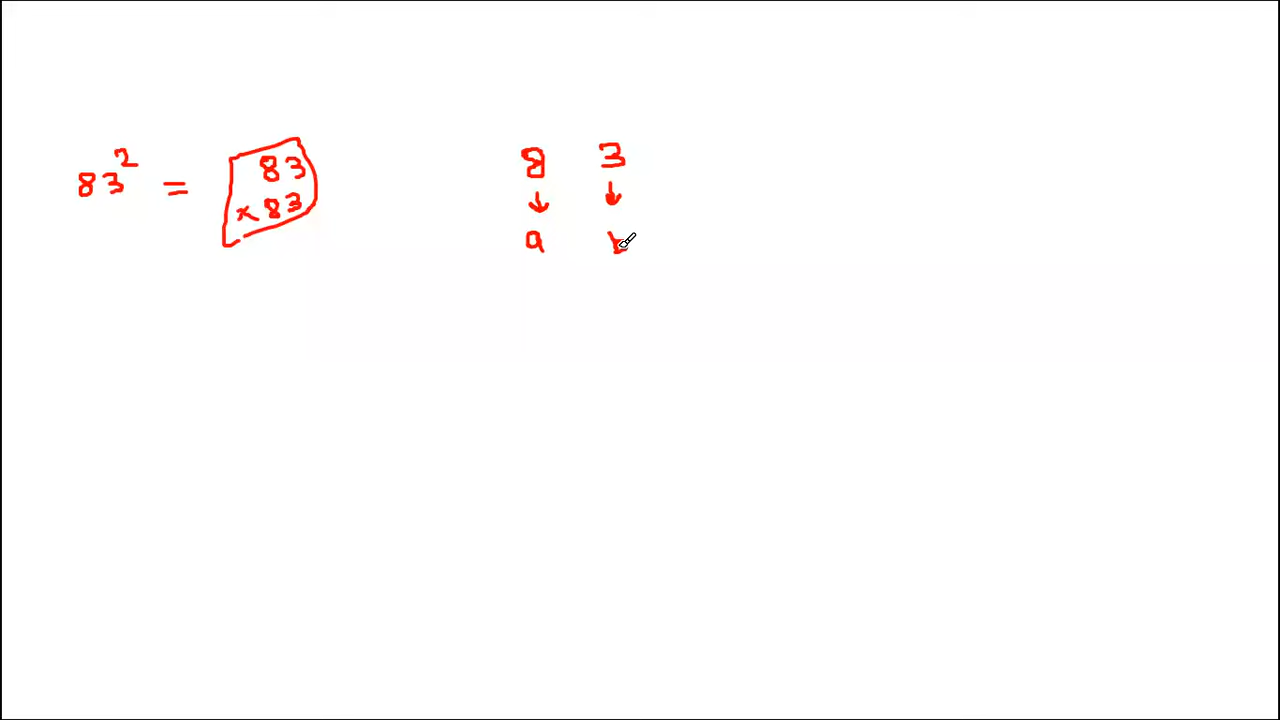 83² = 83
× 83
8 3
↓ ↓
a